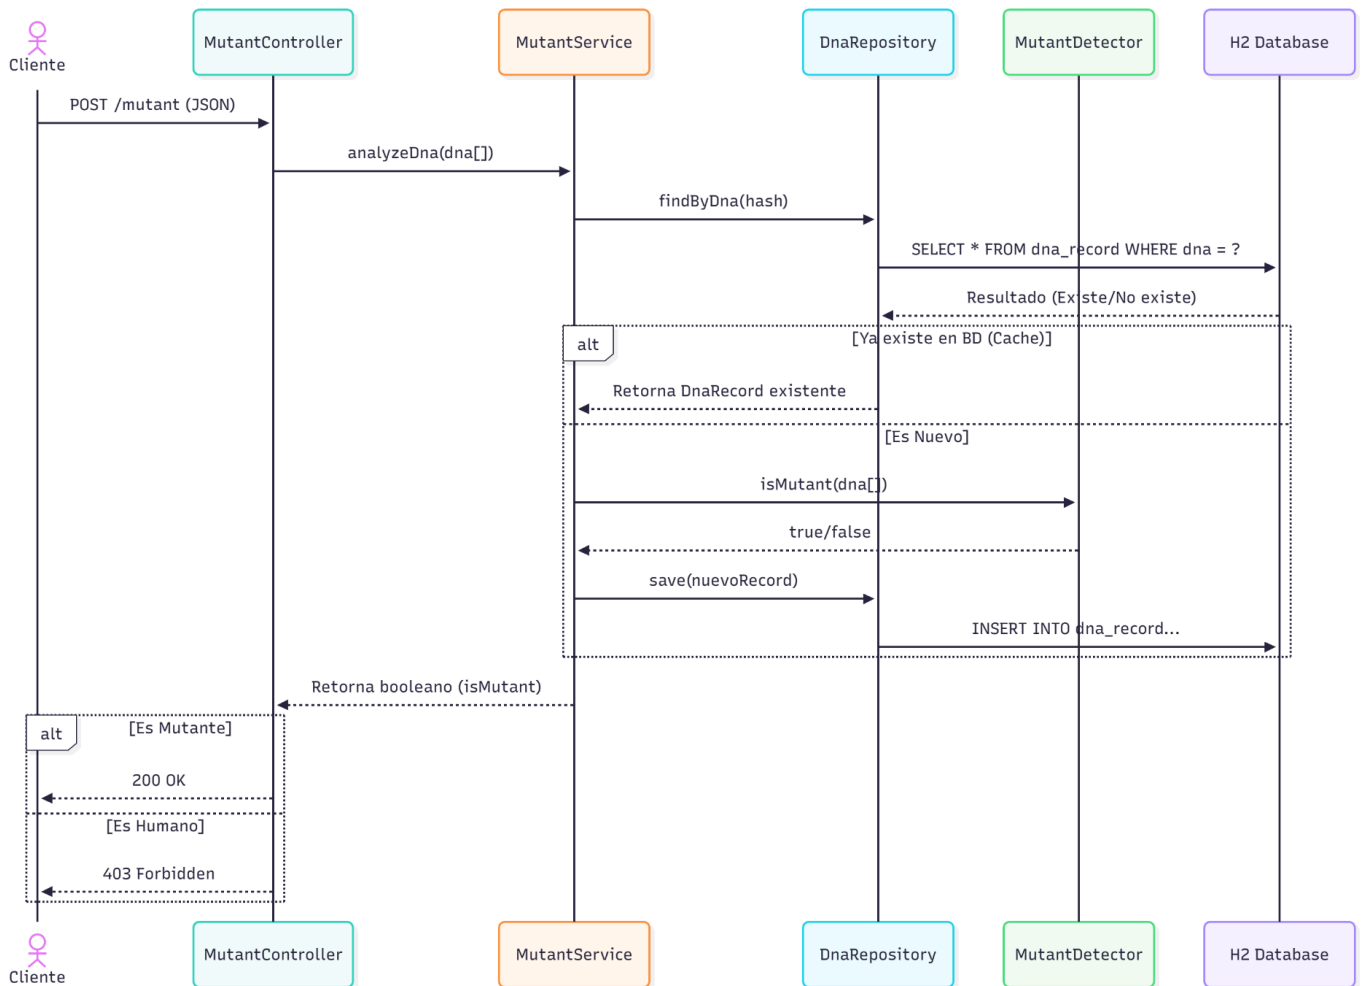 Cliente
MutantController
MutantService
DnaRepository
MutantDetector
H2 Database
POST /mutant (JSON)
analyzeDna(dna[])
findByDna(hash)
SELECT * FROM dna_record WHERE dna = ?
Resultado (Existe/No existe)
alt
[Ya existe en BD (Cache)]
Retorna DnaRecord existente
[Es Nuevo]
isMutant(dna[])
true/false
save(nuevoRecord)
INSERT INTO dna_record...
Retorna booleano (isMutant)
alt
[Es Mutante]
200 OK
[Es Humano]
403 Forbidden
Cliente
MutantController
MutantService
DnaRepository
MutantDetector
H2 Database